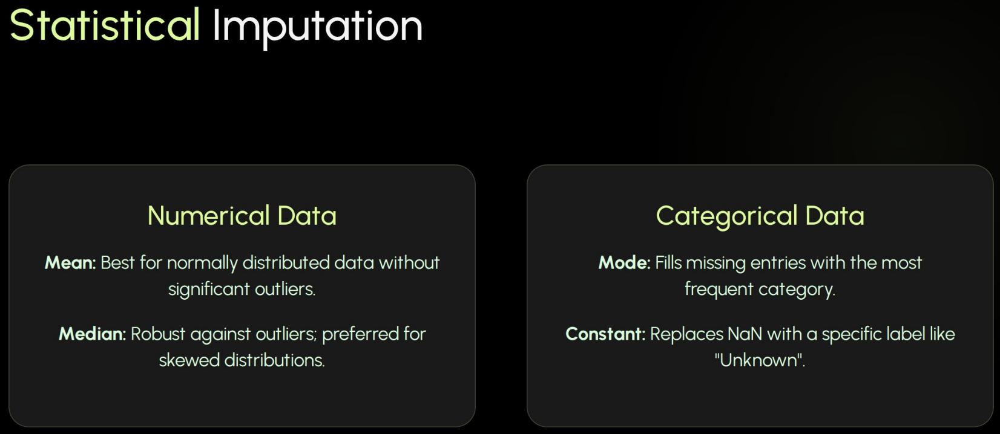 Statistical Imputation
Numerical Data
Mean: Best for normally distributed data without
significant outliers.
Median: Robust against outliers; preferred for
skewed distributions.
Categorical Data
Mode: Fills missing entries with the most
frequent category.
Constant: Replaces NaN with a specific label like
"Unknown".